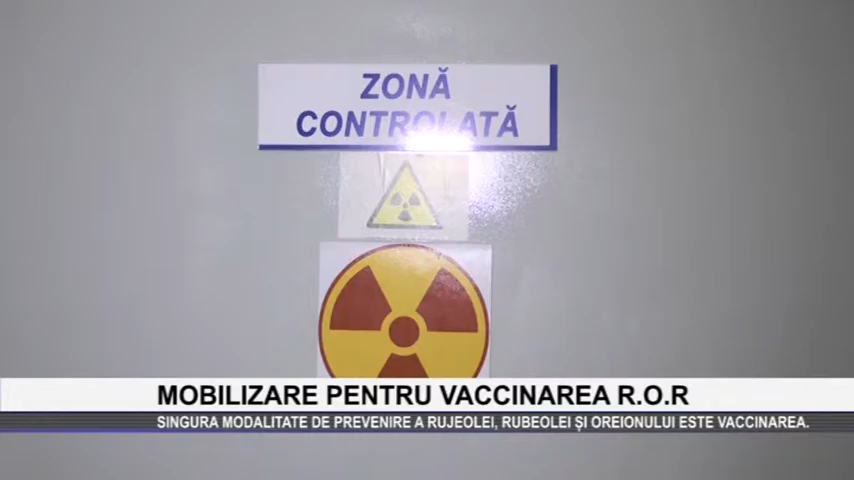 ZONĂ
CONTROLATĂ
MOBILIZARE PENTRU VACCINAREA R.O.R
SINGURA MODALITATE DE PREVENIRE A RUJEOLEI, RUBEOLEI ȘI OREIONULUI ESTE VACCINAREA.